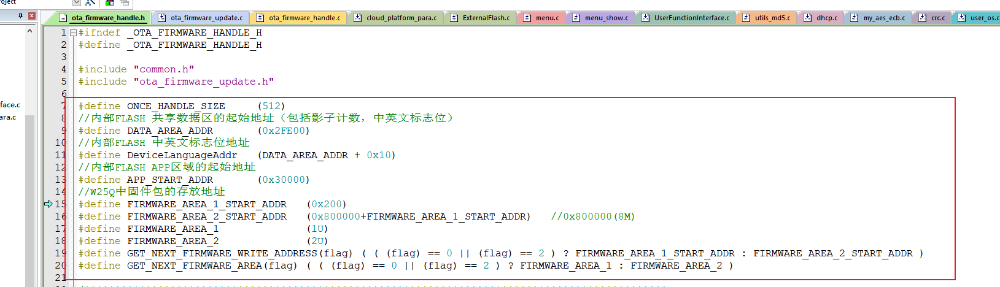 roject
ota_firmware_handle.h ota_firmware_update.c ota_firmware_handle.c cloud_platform_para.c ExternalFlash.c menu.c menu_show.c UserFunctionInterface.c utils_md5.c dhcp.c my_aes_ecb.c crc.c user_os.c
1 #ifndef _OTA_FIRMWARE_HANDLE_H
2 #define _OTA_FIRMWARE_HANDLE_H
3
4 #include "common.h"
5 #include "ota_firmware_update.h"
6
face.c
7 #define ONCE_HANDLE_SIZE (512)
ara.c
8 //内部FLASH 共享数据区的起始地址（包括影子计数，中英文标志位）
9 #define DATA_AREA_ADDR (0x2FE00)
10 //内部FLASH 中英文标志位地址
11 #define DeviceLanguageAddr (DATA_AREA_ADDR + 0x10)
12 //内部FLASH APP区域的起始地址
13 #define APP_START_ADDR (0x30000)
14 //W25Q中固件包的存放地址
15 #define FIRMWARE_AREA_1_START_ADDR (0x200)
16 #define FIRMWARE_AREA_2_START_ADDR (0x800000+FIRMWARE_AREA_1_START_ADDR) //0x800000(8M)
17 #define FIRMWARE_AREA_1 (1U)
18 #define FIRMWARE_AREA_2 (2U)
19 #define GET_NEXT_FIRMWARE_WRITE_ADDRESS(flag) ( ( (flag) == 0 || (flag) == 2 ) ? FIRMWARE_AREA_1_START_ADDR : FIRMWARE_AREA_2_START_ADDR )
20 #define GET_NEXT_FIRMWARE_AREA(flag) ( ( (flag) == 0 || (flag) == 2 ) ? FIRMWARE_AREA_1 : FIRMWARE_AREA_2 )
21